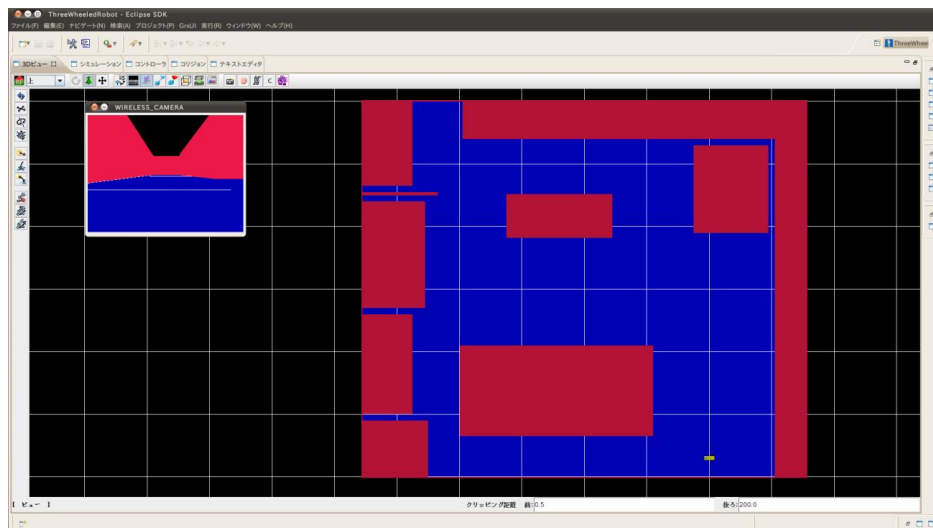 ThreeWheeledRobot - Eclipse SDK
ファイル(F) 編集(E) ナビゲート(N) 検索(A) プロジェクト(P) GrxUI 実行(R) ウィンドウ(W) ヘルプ(H)
ThreeWheel
3Dビュー シミュレーション コントローラ コリジョン テキストエディタ
上
WIRELESS_CAMERA
[ ビュー ] クリッピング距離 前:0.5 後ろ:200.0